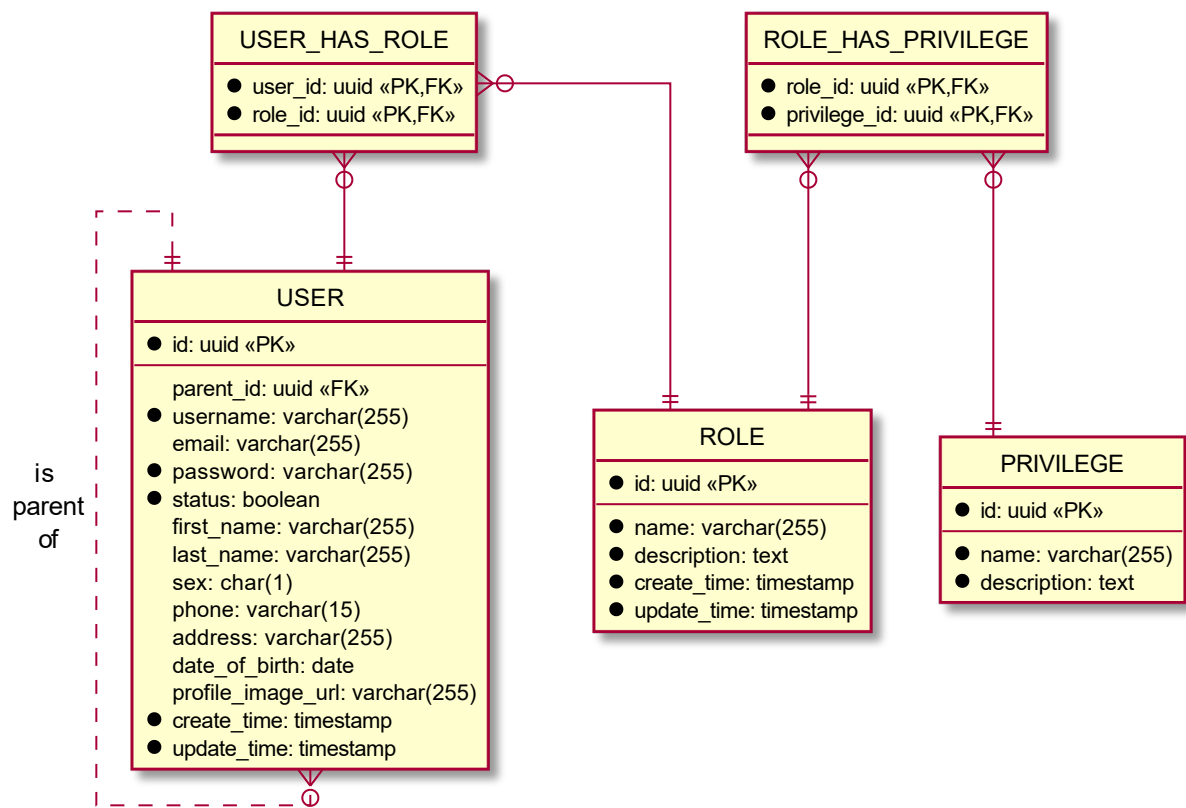 USER_HAS_ROLE
user_id: uuid «PK,FK»
role_id: uuid «PK,FK»
ROLE_HAS_PRIVILEGE
role_id: uuid «PK,FK»
privilege_id: uuid «PK,FK»
is
parent
of
USER
id: uuid «PK»
parent_id: uuid «FK»
username: varchar(255)
email: varchar(255)
password: varchar(255)
status: boolean
first_name: varchar(255)
last_name: varchar(255)
sex: char(1)
phone: varchar(15)
address: varchar(255)
date_of_birth: date
profile_image_url: varchar(255)
create_time: timestamp
update_time: timestamp
ROLE
id: uuid «PK»
name: varchar(255)
description: text
create_time: timestamp
update_time: timestamp
PRIVILEGE
id: uuid «PK»
name: varchar(255)
description: text